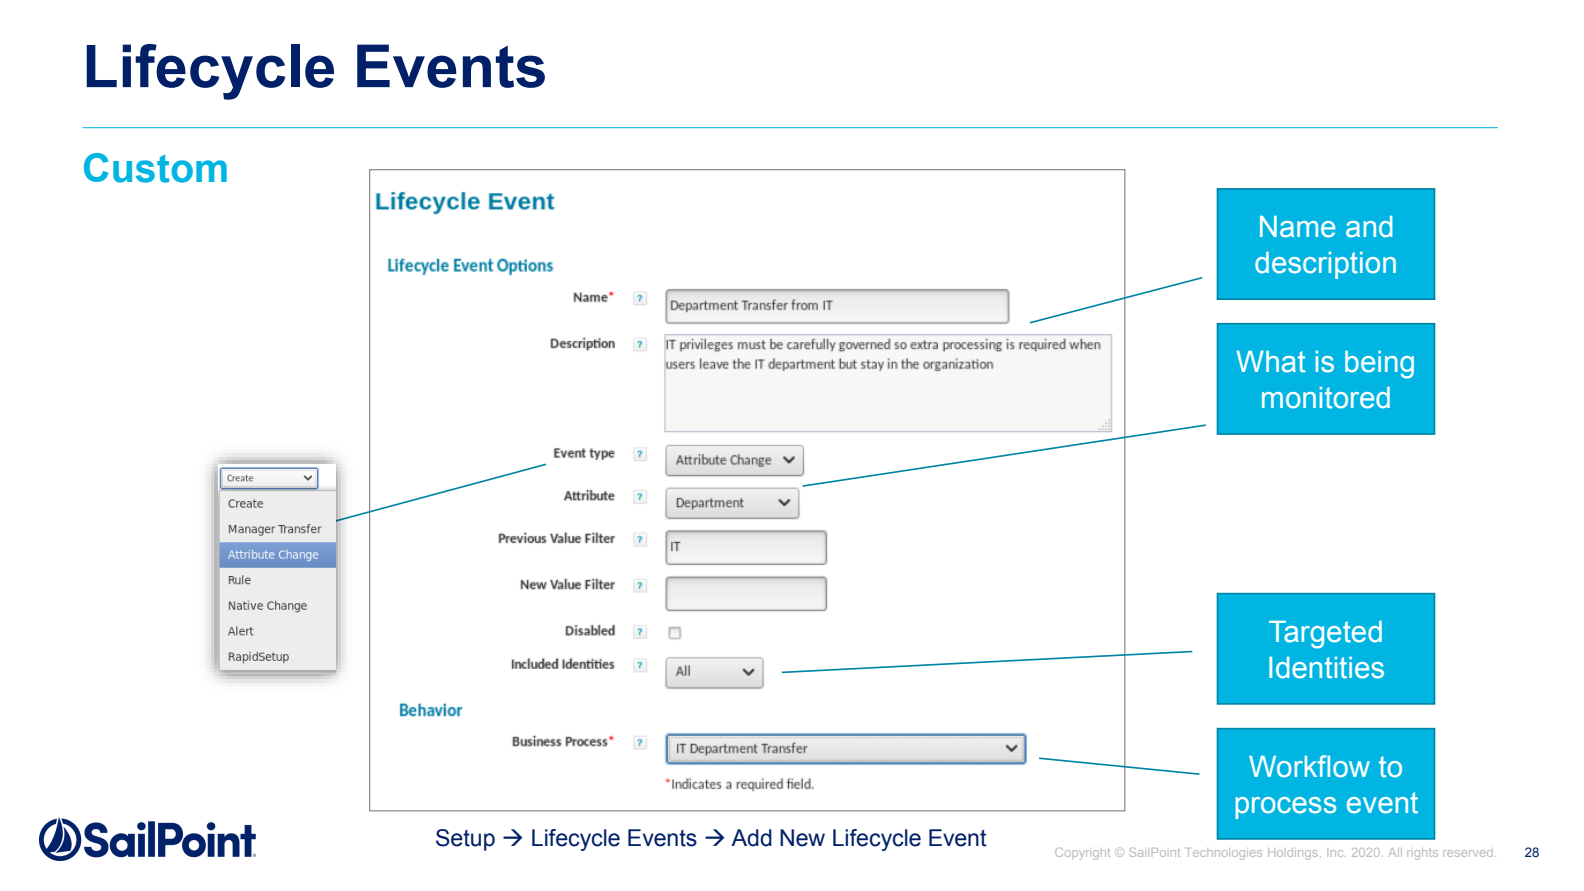 Lifecycle Events
Custom
Lifecycle Event
Lifecycle Event Options
Name* ? Department Transfer from IT
Description ? IT privileges must be carefully governed so extra processing is required when
users leave the IT department but stay in the organization
Event type ? Attribute Change
Attribute ? Department
Previous Value Filter ? IT
New Value Filter ?
Disabled ?
Included Identities ? All
Behavior
Business Process* ? IT Department Transfer
*Indicates a required field.
Create
Create
Manager Transfer
Attribute Change
Rule
Native Change
Alert
RapidSetup
Name and
description
What is being
monitored
Targeted
Identities
Workflow to
process event
SailPoint
Setup → Lifecycle Events → Add New Lifecycle Event
Copyright © SailPoint Technologies Holdings, Inc. 2020. All rights reserved. 28